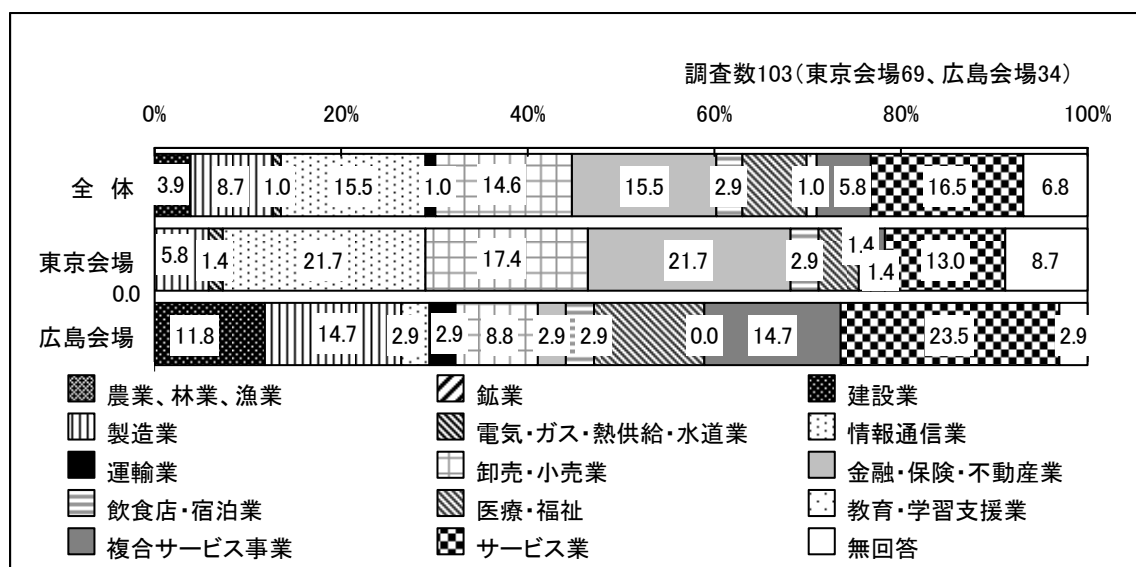 調査数103(東京会場69、広島会場34)
0% 20% 40% 60% 80% 100%
全 体 3.9 8.7 1.0 15.5 1.0 14.6 15.5 2.9 1.0 5.8 16.5 6.8
東京会場 5.8 1.4 21.7 17.4 21.7 2.9 1.4 1.4 13.0 8.7
0.0
広島会場 11.8 14.7 2.9 2.9 8.8 2.9 2.9 0.0 14.7 23.5 2.9
農業、林業、漁業 鉱業 建設業
製造業 電気・ガス・熱供給・水道業 情報通信業
運輸業 卸売・小売業 金融・保険・不動産業
飲食店・宿泊業 医療・福祉 教育・学習支援業
複合サービス事業 サービス業 無回答